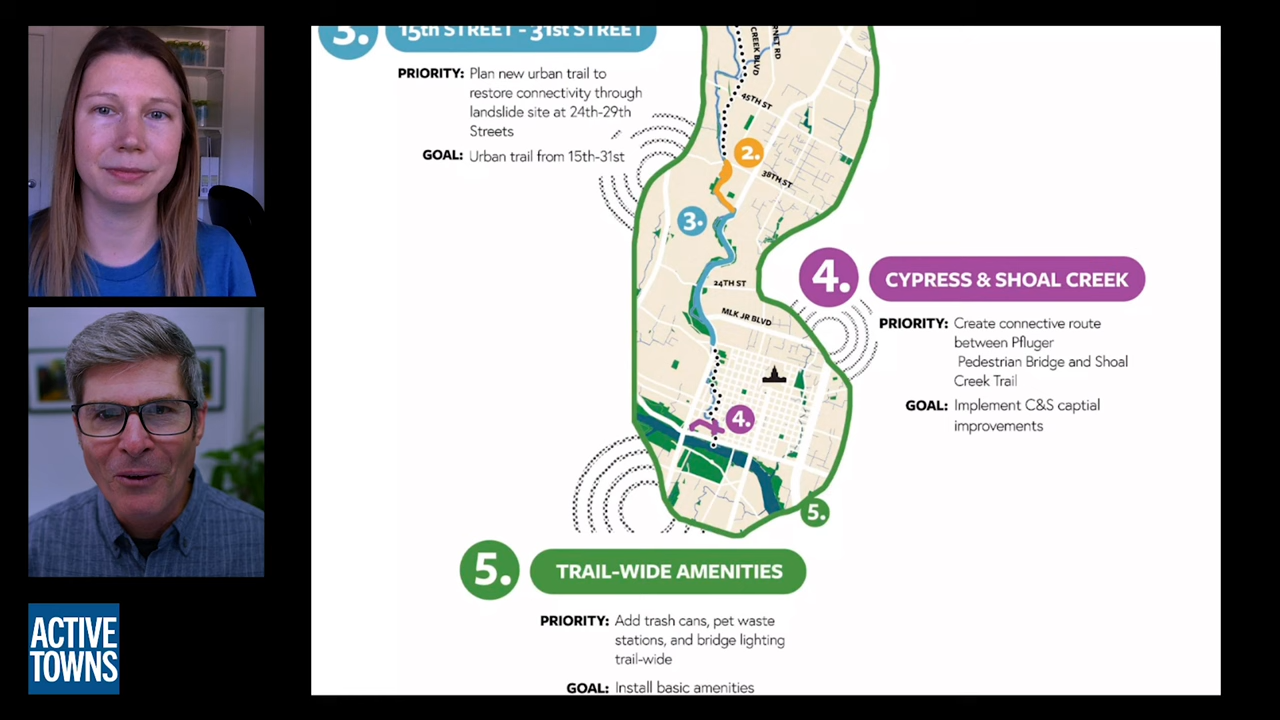 3.
15th STREET - 31st STREET
PRIORITY: Plan new urban trail to
restore connectivity through
landslide site at 24th-29th
Streets
GOAL: Urban trail from 15th-31st
CREEK BLVD
RNET RD
45TH ST
2.
38TH ST
3.
24TH ST
MLK JR BLVD
4.
4.
CYPRESS & SHOAL CREEK
PRIORITY: Create connective route
between Pfluger
Pedestrian Bridge and Shoal
Creek Trail
GOAL: Implement C&S captial
improvements
5.
5.
TRAIL-WIDE AMENITIES
PRIORITY: Add trash cans, pet waste
stations, and bridge lighting
trail-wide
GOAL: Install basic amenities
ACTIVE
TOWNS